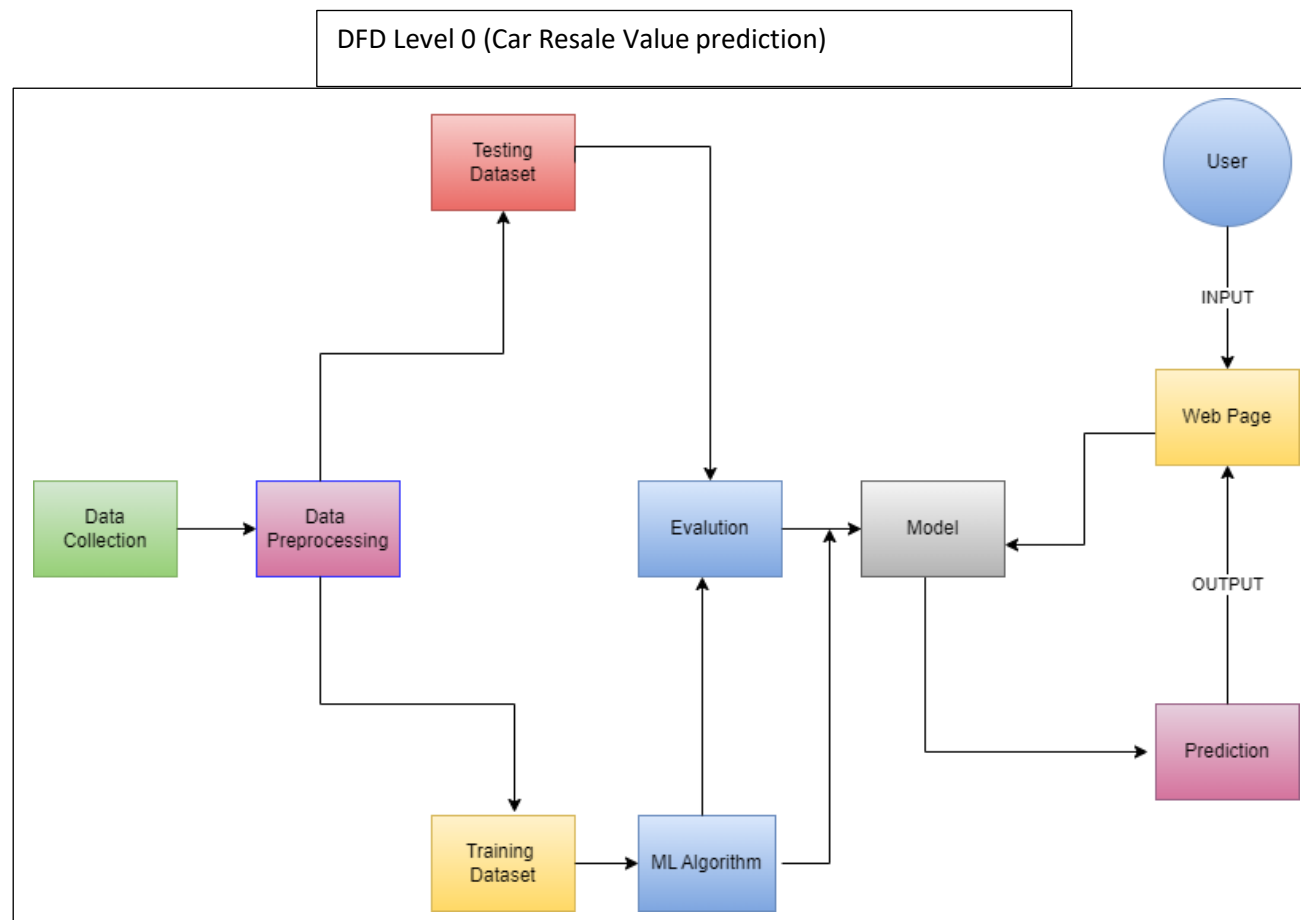 DFD Level 0 (Car Resale Value prediction)
Testing
Dataset
User
INPUT
Web Page
Data
Collection
Data
Preprocessing
Evalution
Model
OUTPUT
Prediction
Training
Dataset
ML Algorithm